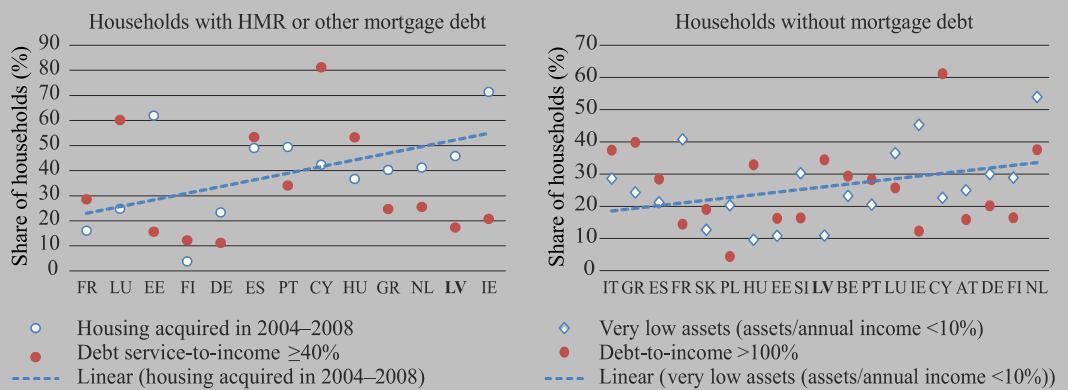 Households with HMR or other mortgage debt
Share of households (%)
90
80
70
60
50
40
30
20
10
0
FR LU EE FI DE ES PT CY HU GR NL LV IE
Housing acquired in 2004–2008
Debt service-to-income ≥40%
Linear (housing acquired in 2004–2008)
Households without mortgage debt
Share of households (%)
70
60
50
40
30
20
10
0
IT GR ES FR SK PL HU EE SI LV BE PT LU IE CY AT DE FI NL
Very low assets (assets/annual income <10%)
Debt-to-income >100%
Linear (very low assets (assets/annual income <10%))